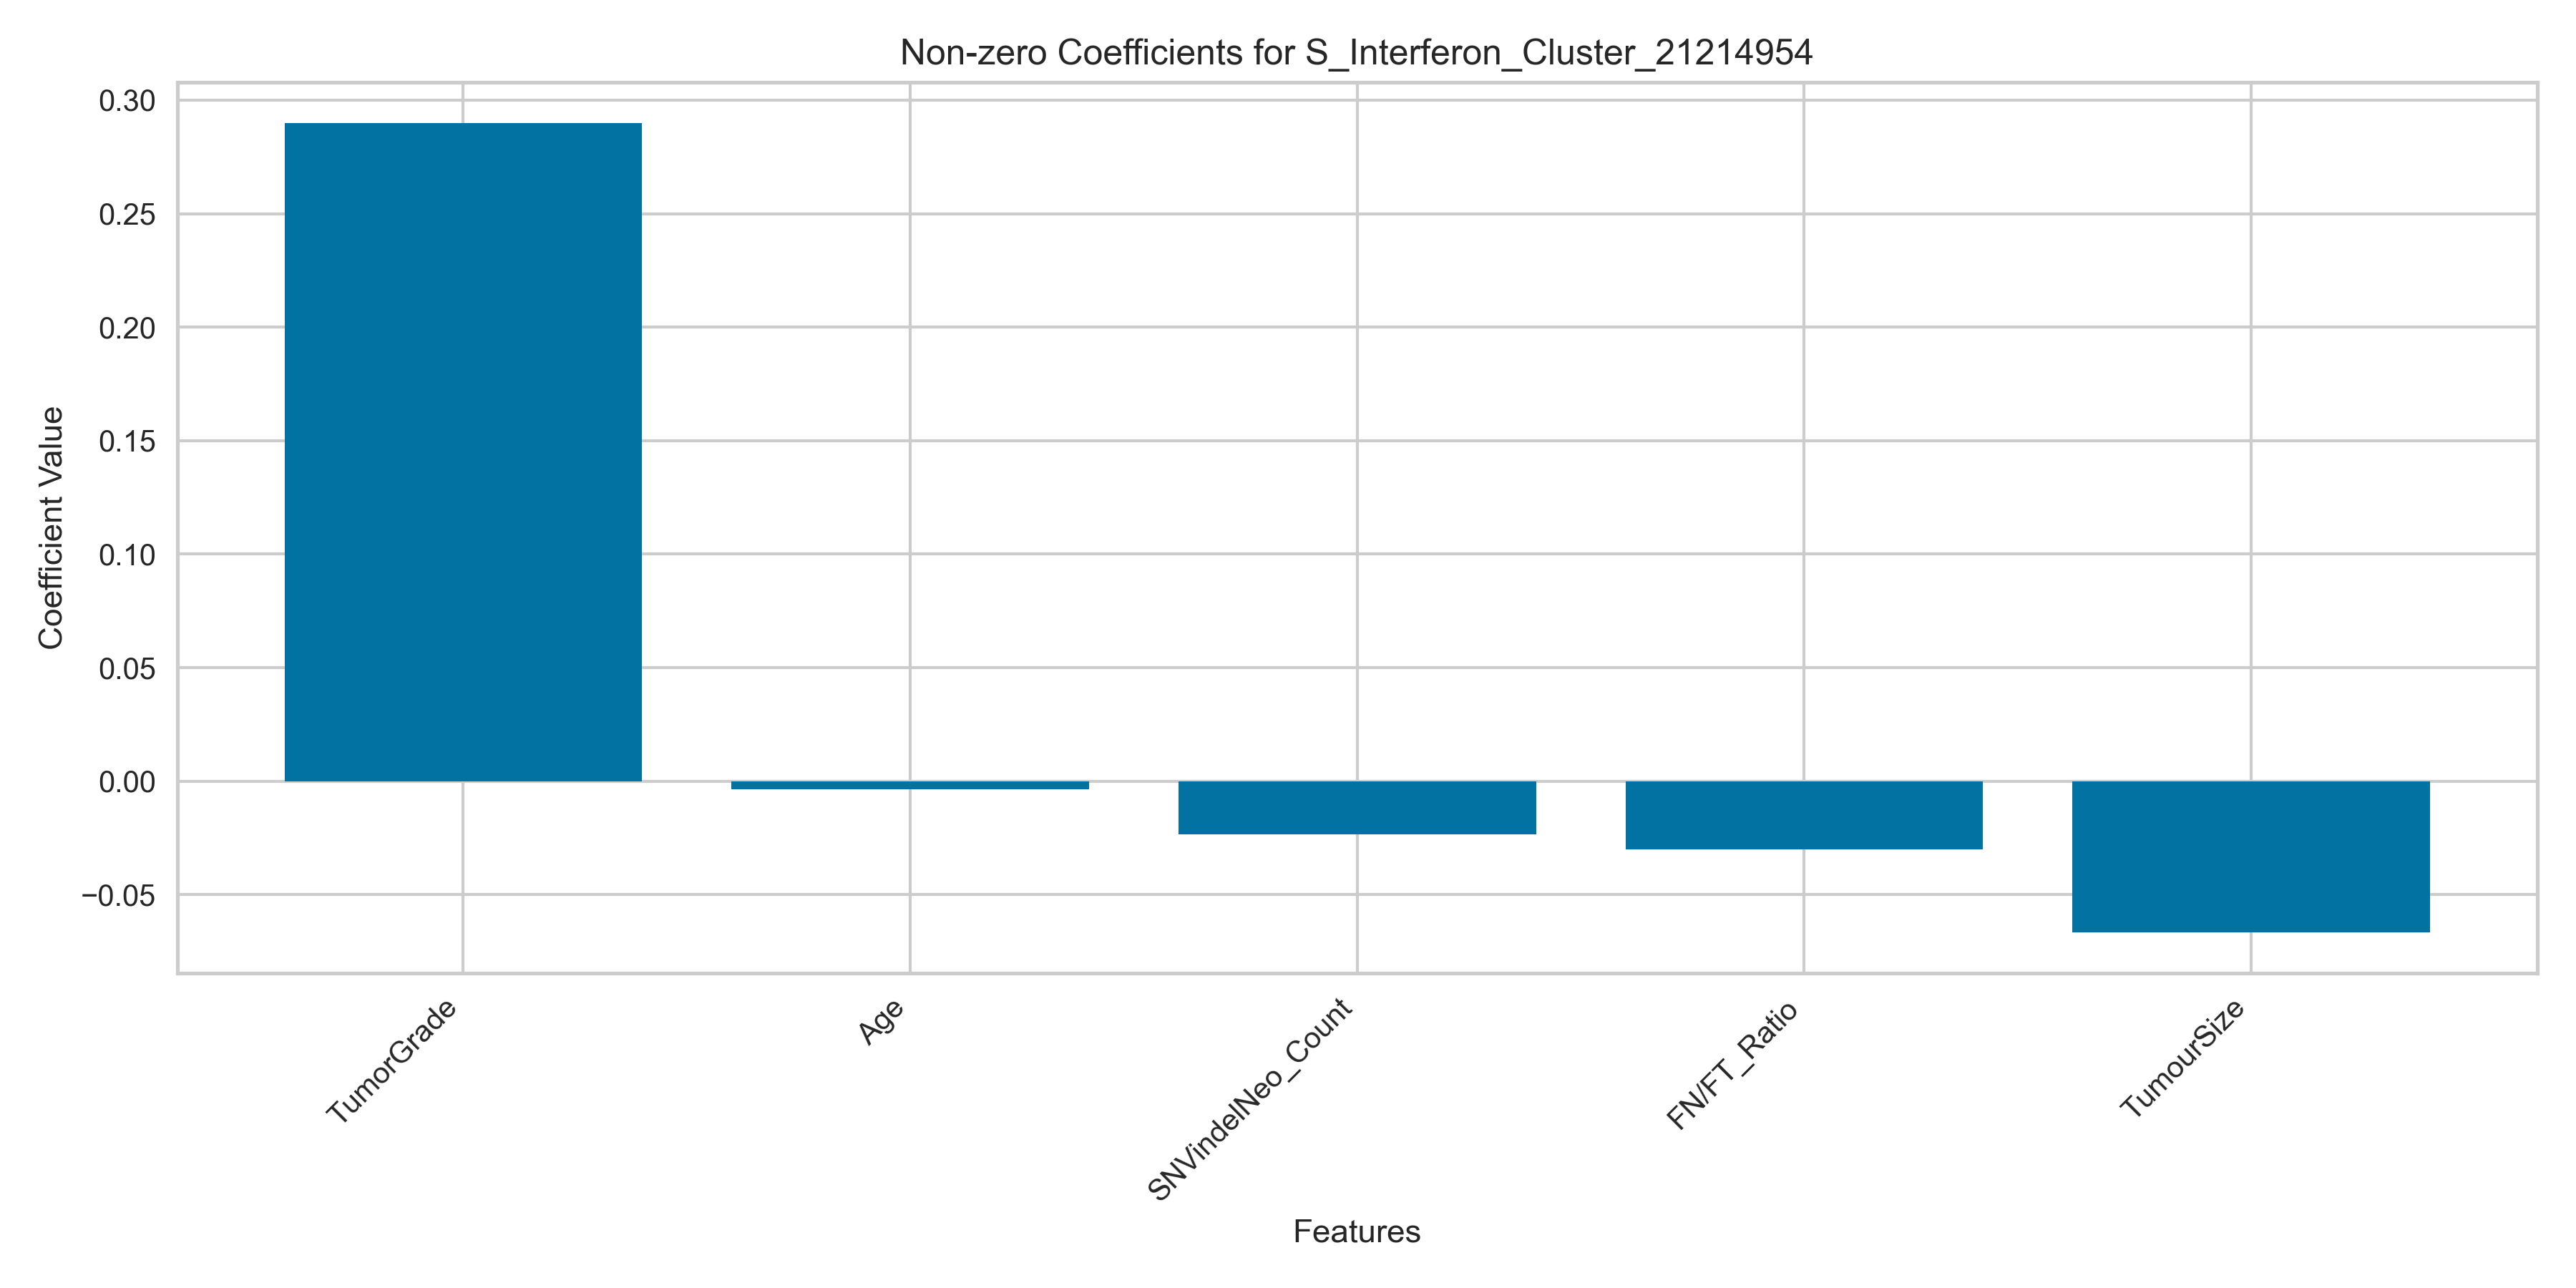 Non-zero Coefficients for S_Interferon_Cluster_21214954
0.30
0.25
0.20
0.15
0.10
0.05
0.00
−0.05
Coefficient Value
TumorGrade
Age
SNVindelNeo_Count
FN/FT_Ratio
TumourSize
Features